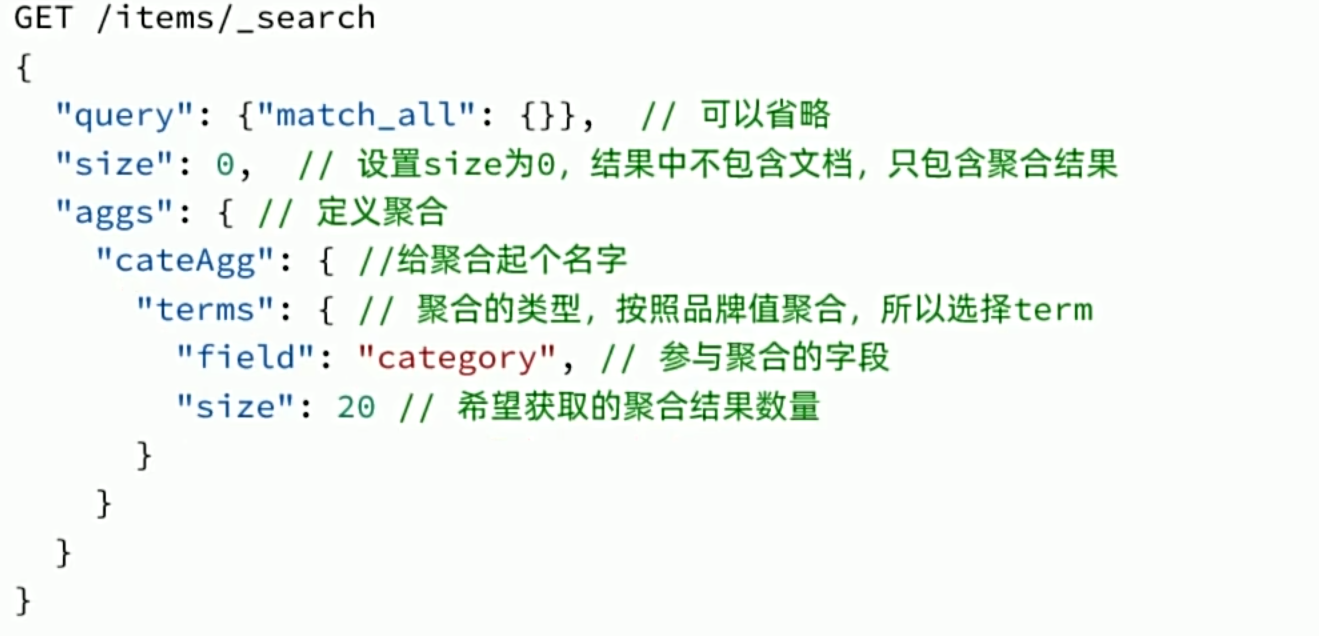 GET /items/_search
{
  "query": {"match_all": {}},  // 可以省略
  "size": 0,  // 设置size为0，结果中不包含文档，只包含聚合结果
  "aggs": { // 定义聚合
    "cateAgg": { //给聚合起个名字
      "terms": { // 聚合的类型，按照品牌值聚合，所以选择term
        "field": "category", // 参与聚合的字段
        "size": 20 // 希望获取的聚合结果数量
      }
    }
  }
}